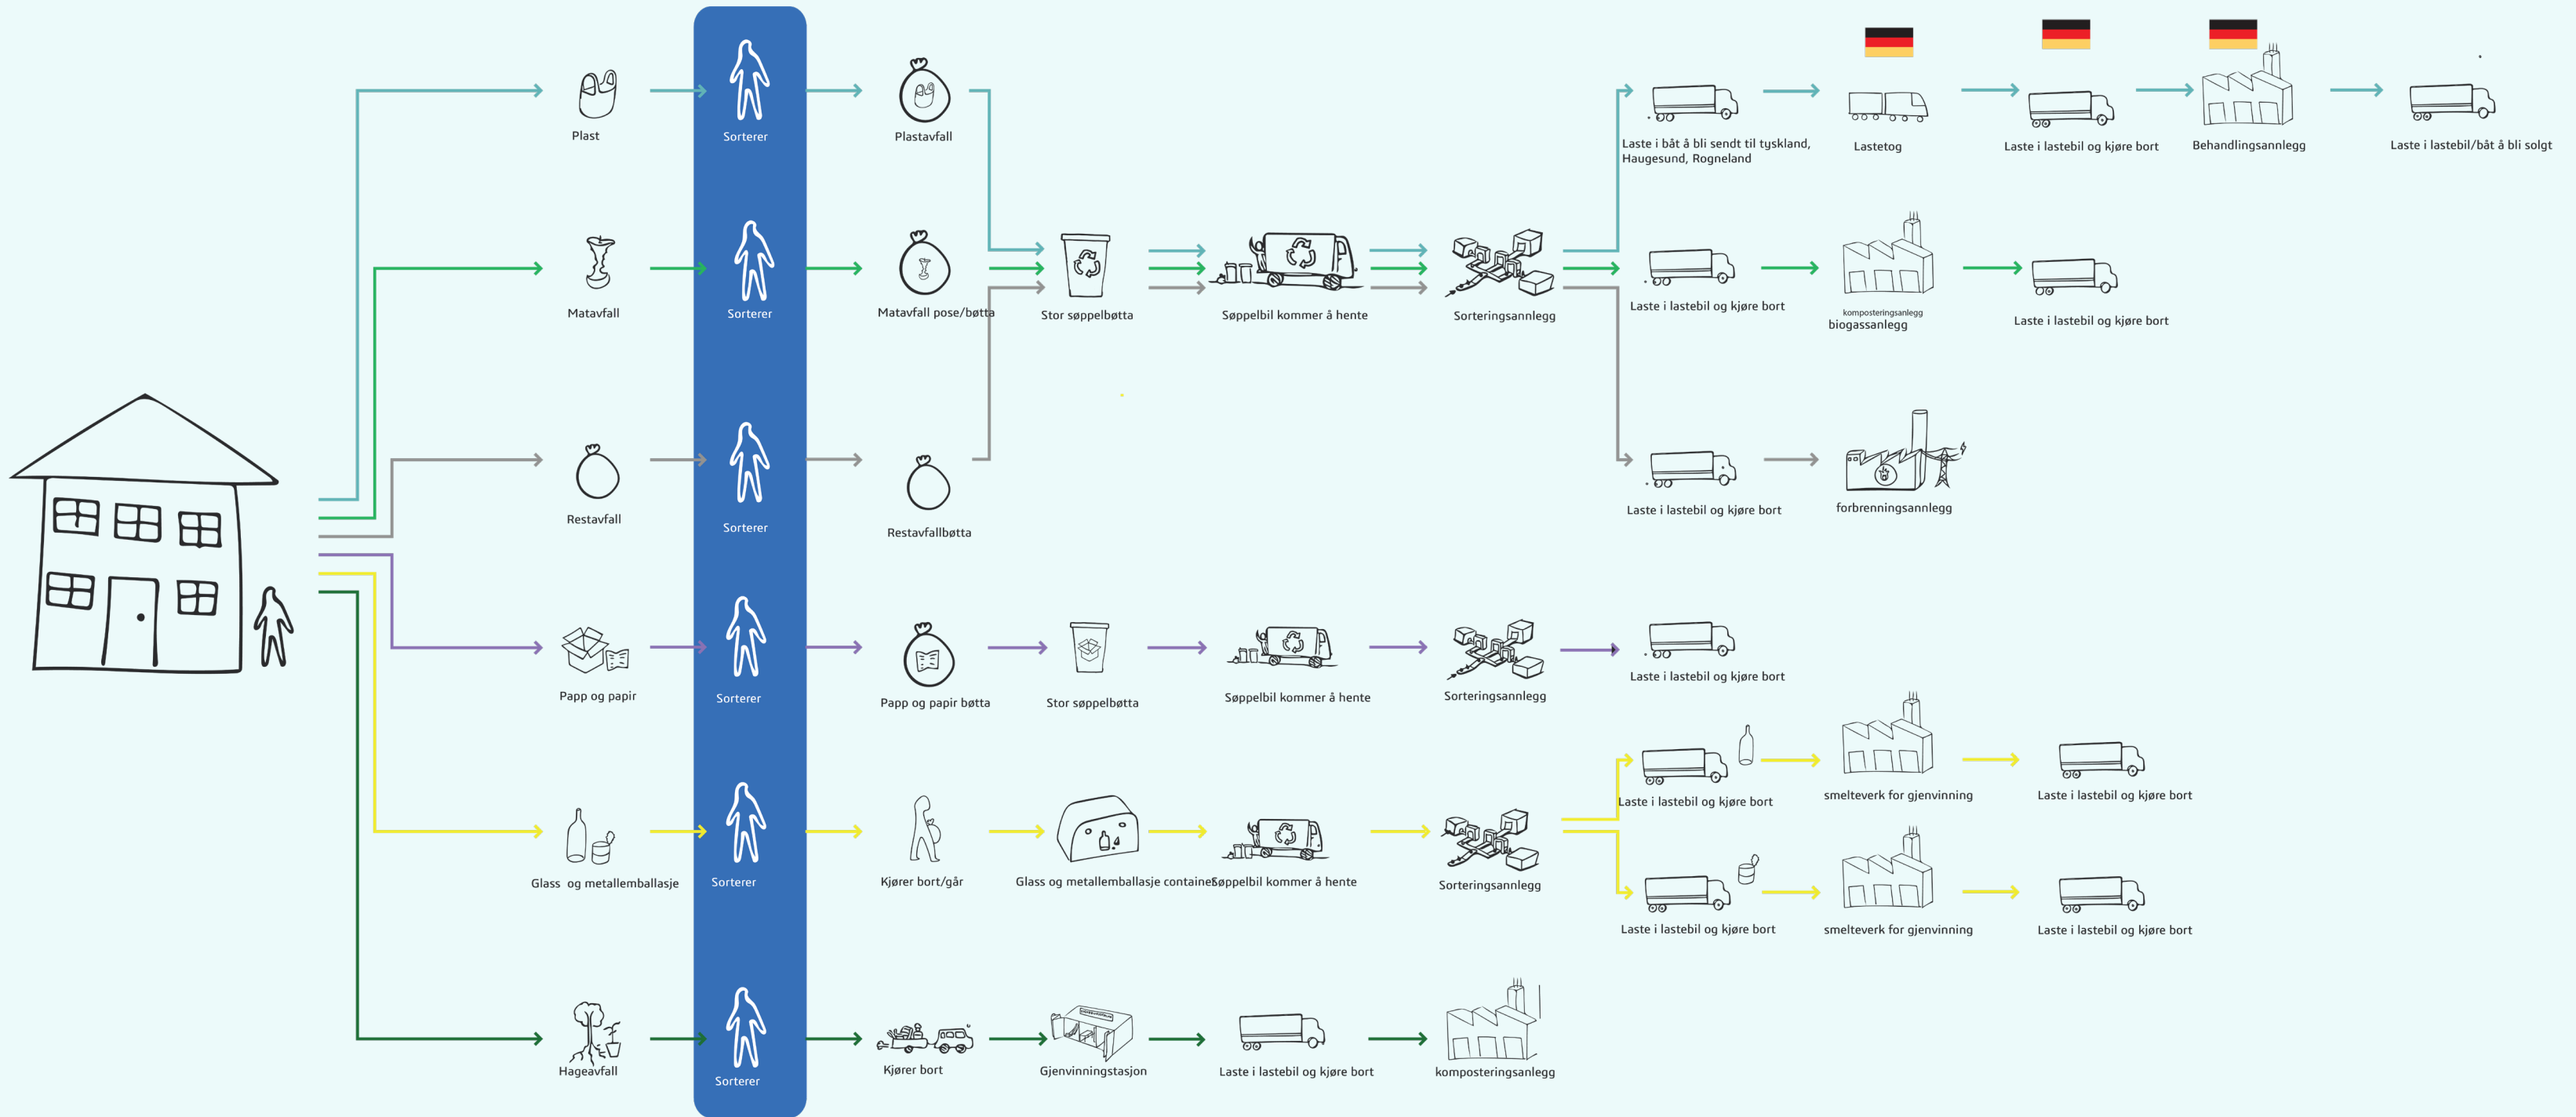 Plast
Sorterer
Plastavfall
Laste i båt å bli sendt til tyskland,
Haugesund, Rogneland
Lastetog
Laste i lastebil og kjøre bort
Behandlingsannlegg
Laste i lastebil/båt å bli solgt
Matavfall
Sorterer
Matavfall pose/bøtta
Stor søppelbøtta
Søppelbil kommer å hente
Sorteringsannlegg
Laste i lastebil og kjøre bort
komposteringsanlegg
biogassanlegg
Laste i lastebil og kjøre bort
Restavfall
Sorterer
Restavfallbøtta
Laste i lastebil og kjøre bort
forbrenningsannlegg
Papp og papir
Sorterer
Papp og papir bøtta
Stor søppelbøtta
Søppelbil kommer å hente
Sorteringsannlegg
Laste i lastebil og kjøre bort
Laste i lastebil og kjøre bort
smelteverk for gjenvinning
Laste i lastebil og kjøre bort
Glass og metallemballasje
Sorterer
Kjører bort/går
Glass og metallemballasje container
Søppelbil kommer å hente
Sorteringsannlegg
Laste i lastebil og kjøre bort
smelteverk for gjenvinning
Laste i lastebil og kjøre bort
Hageavfall
Sorterer
Kjører bort
Gjenvinningstasjon
Laste i lastebil og kjøre bort
komposteringsanlegg